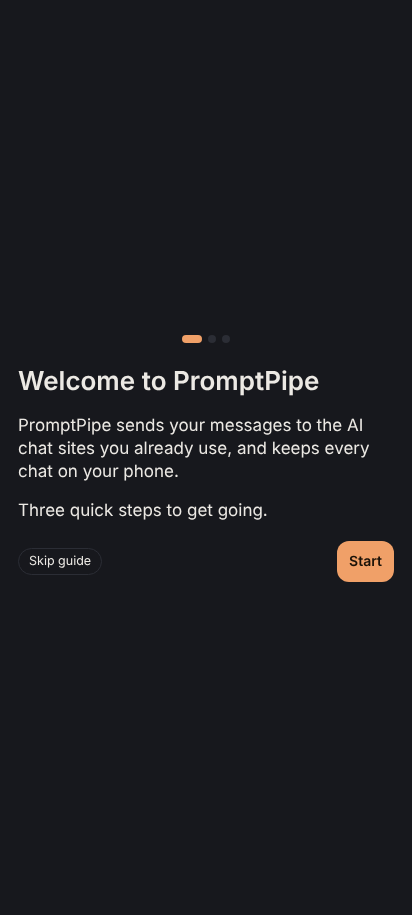 Welcome to PromptPipe
PromptPipe sends your messages to the AI
chat sites you already use, and keeps every
chat on your phone.
Three quick steps to get going.
Skip guide
Start